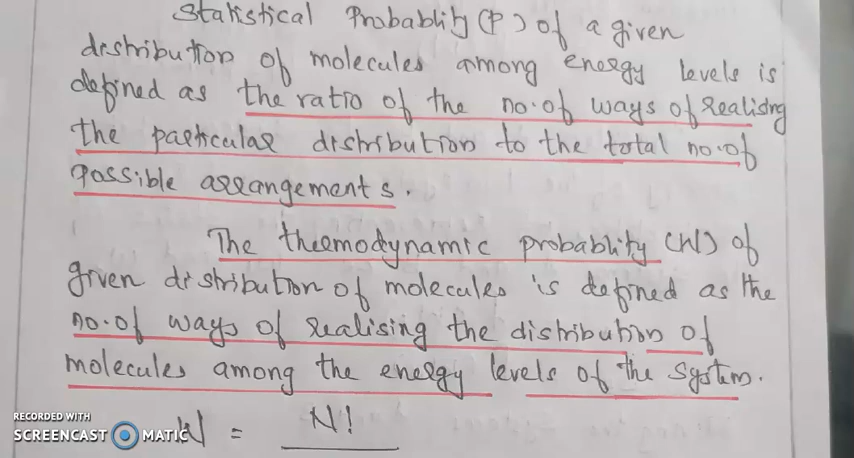 Statistical Probablity (P) of a given
distribution of molecules among energy levels is
defined as the ratio of the no. of ways of realising
the particular distribution to the total no. of
possible arrangements.
The thermodynamic probablity (W) of
given distribution of molecules is defined as the
no. of ways of realising the distribution of
molecules among the energy levels of the system.
W = N!
RECORDED WITH
SCREENCAST MATIC